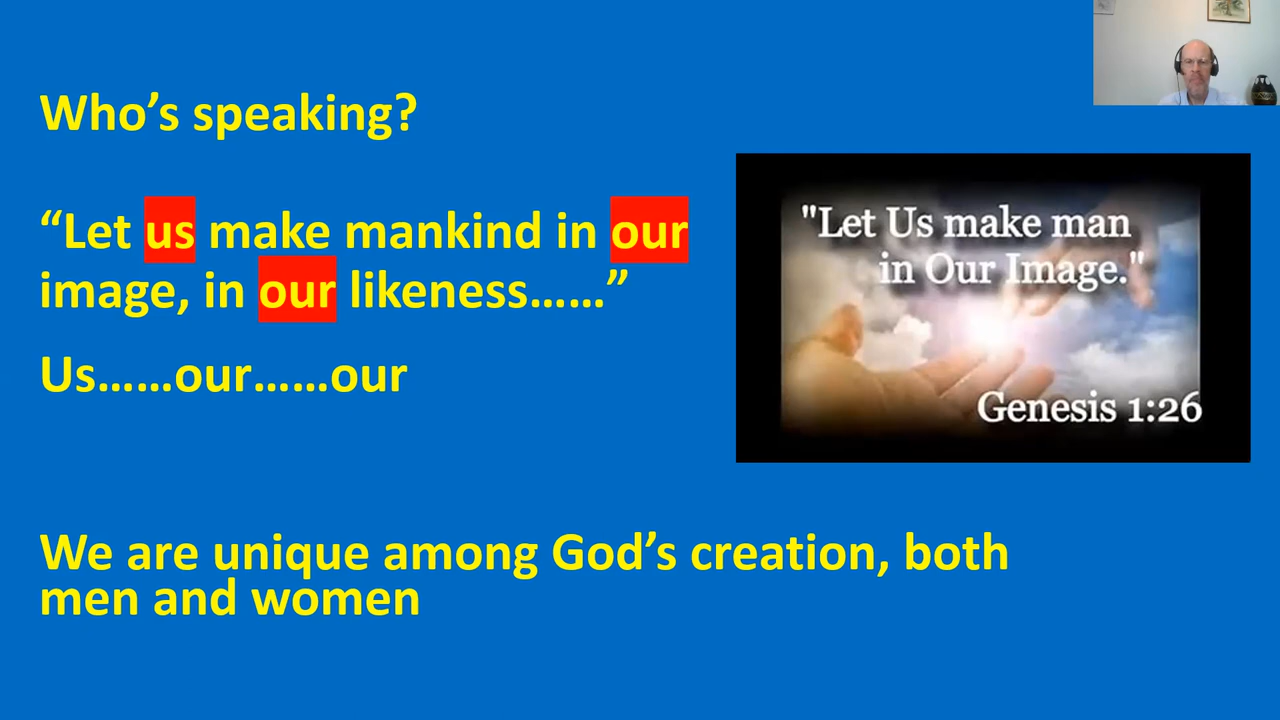 Who’s speaking?
“Let us make mankind in our
image, in our likeness……”
Us……our……our
"Let Us make man
in Our Image."
Genesis 1:26
We are unique among God’s creation, both
men and women